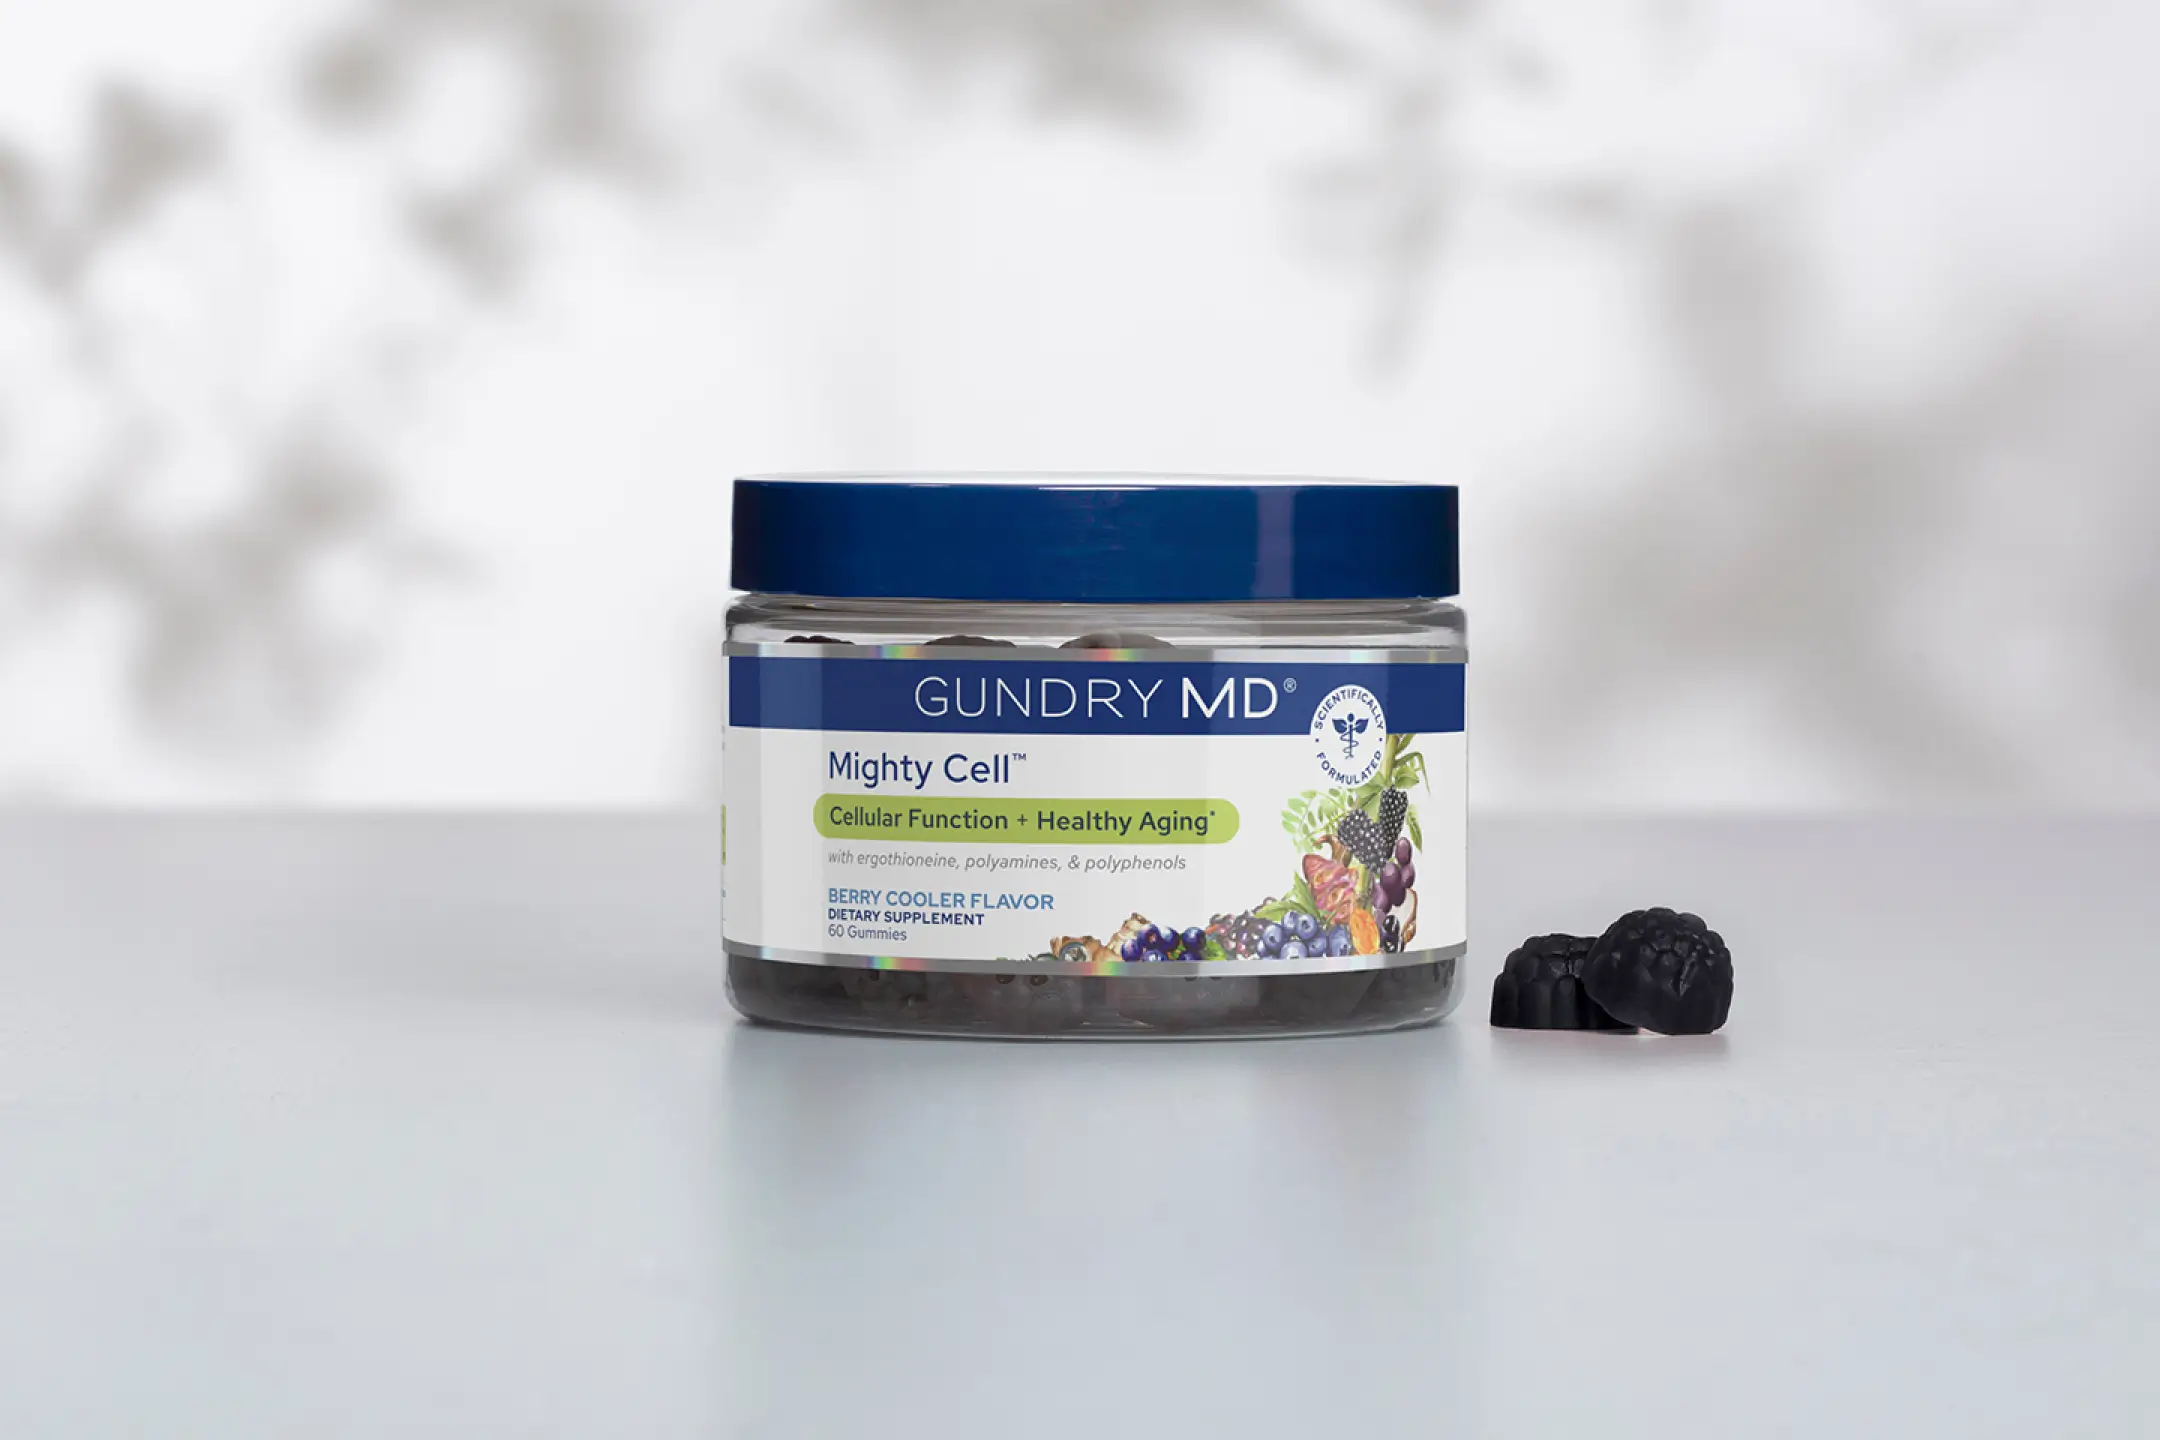 GUNDRY MD®
SCIENTIFICALLY
FORMULATED
Mighty Cell™
Cellular Function + Healthy Aging*
with ergothioneine, polyamines, & polyphenols
BERRY COOLER FLAVOR
DIETARY SUPPLEMENT
60 Gummies